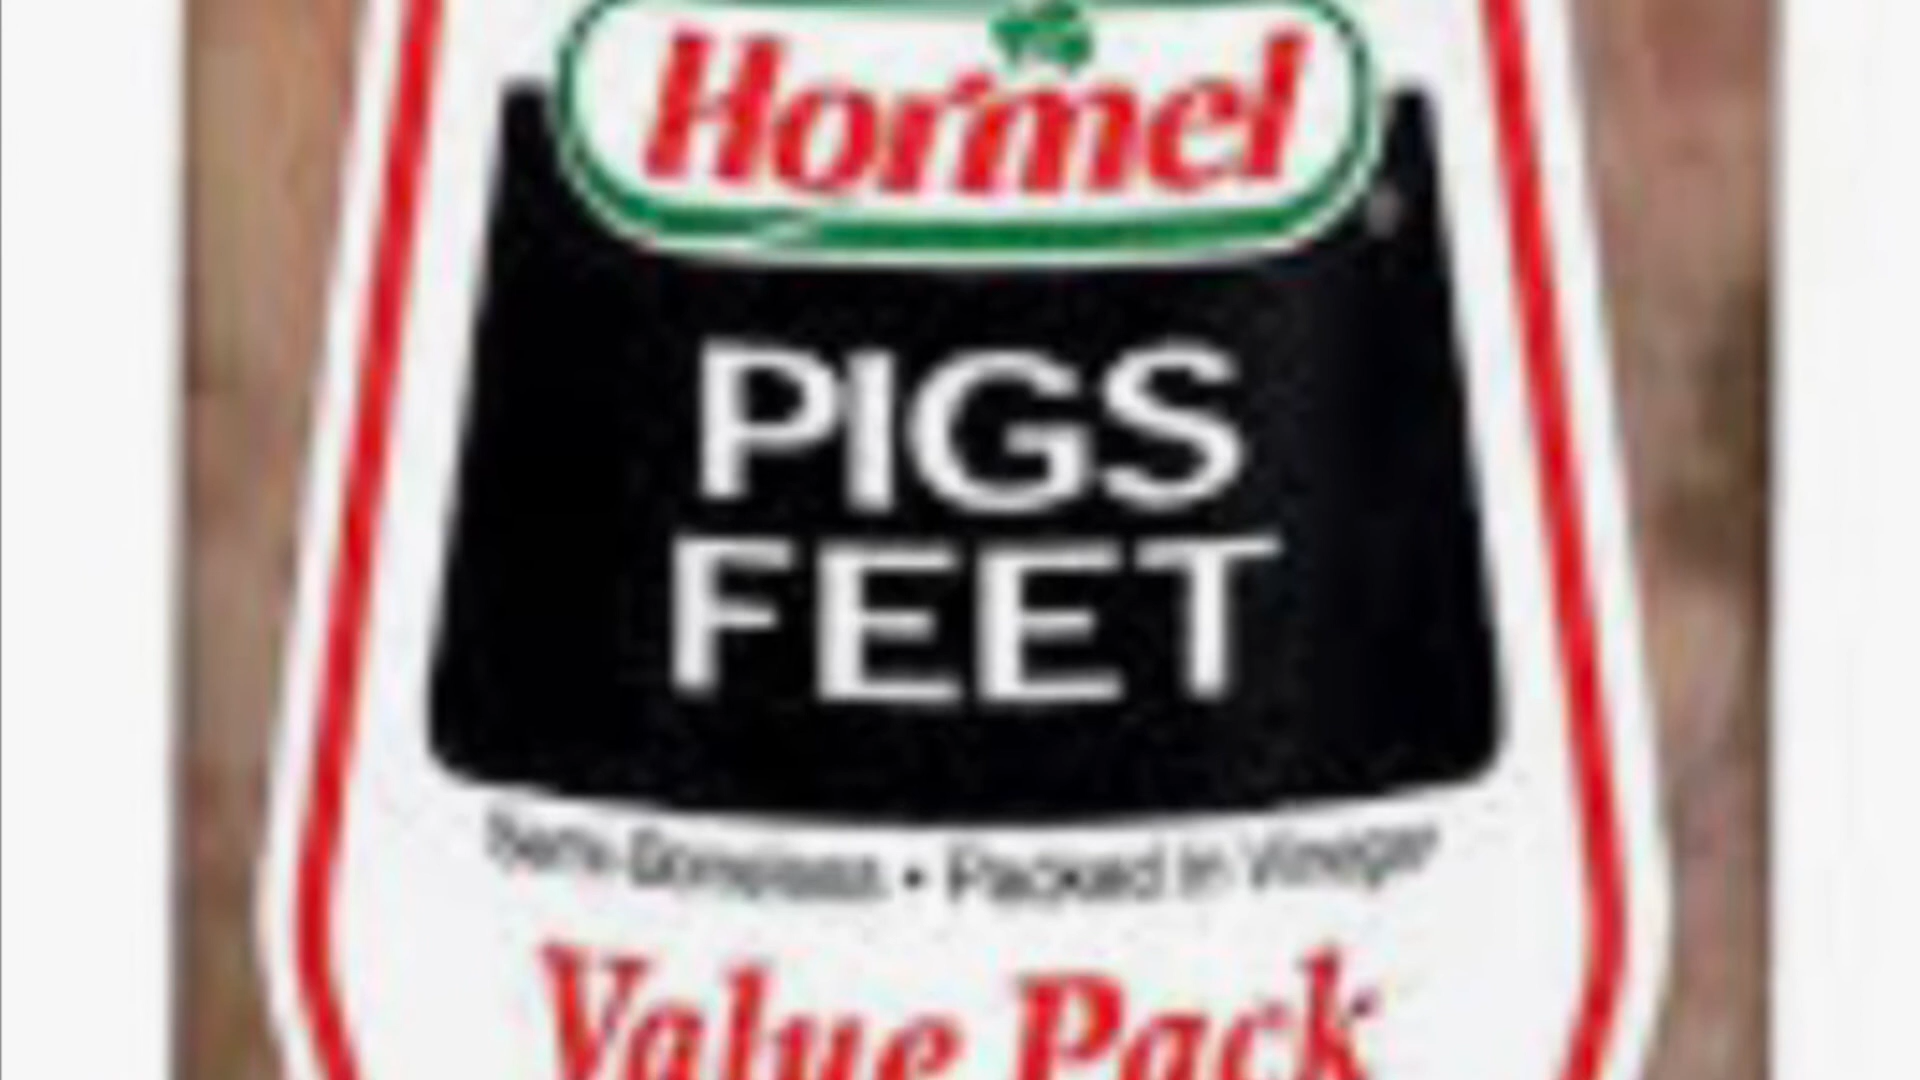 Hormel
PIGS
FEET
Semi-Boneless • Packed in Vinegar
Value Pack